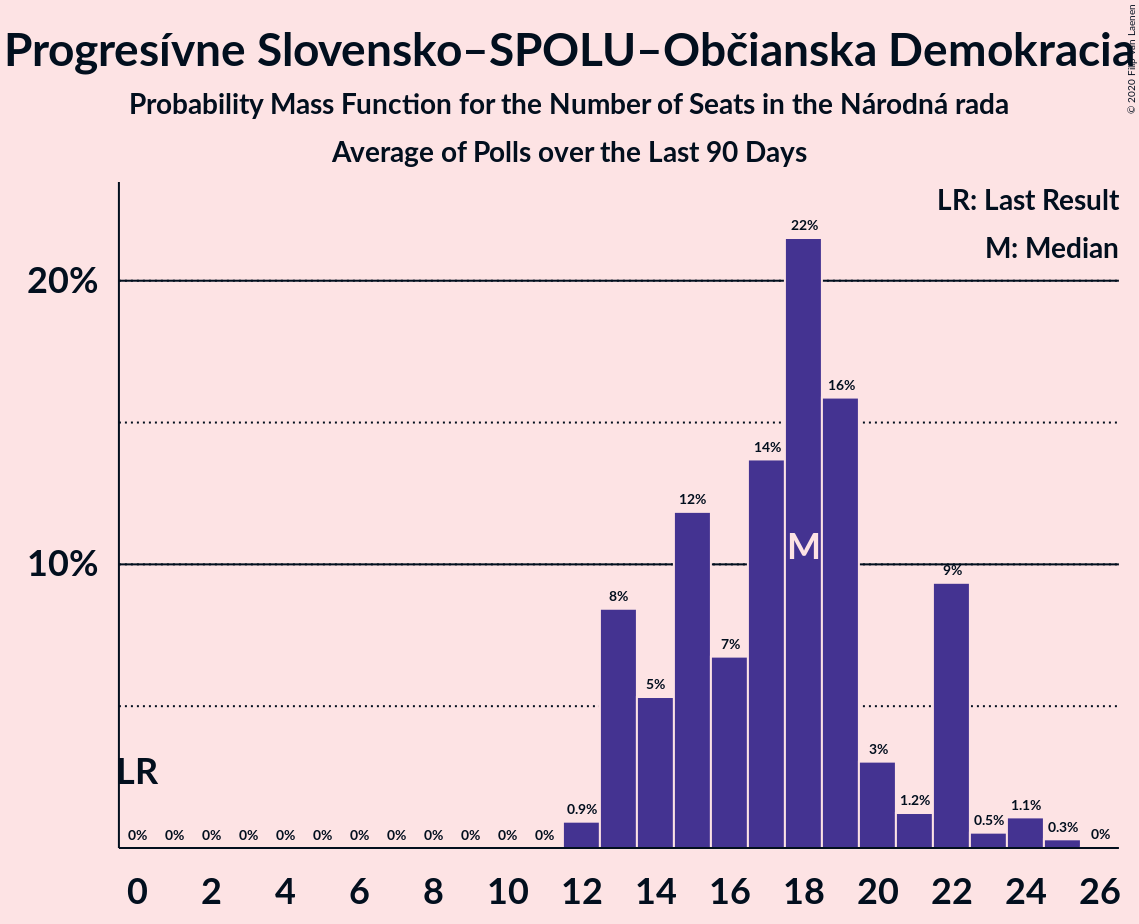 Progresívne Slovensko–SPOLU–Občianska Demokracia
© 2020 Filip van Laenen
Probability Mass Function for the Number of Seats in the Národná rada
Average of Polls over the Last 90 Days
LR: Last Result
M: Median
22%
20%
16%
14%
12%
M
10%
9%
8%
7%
5%
LR
3%
0% 0% 0% 0% 0% 0% 0% 0% 0% 0% 0% 0% 0.9% 1.2% 0.5% 1.1% 0.3% 0%
0 2 4 6 8 10 12 14 16 18 20 22 24 26